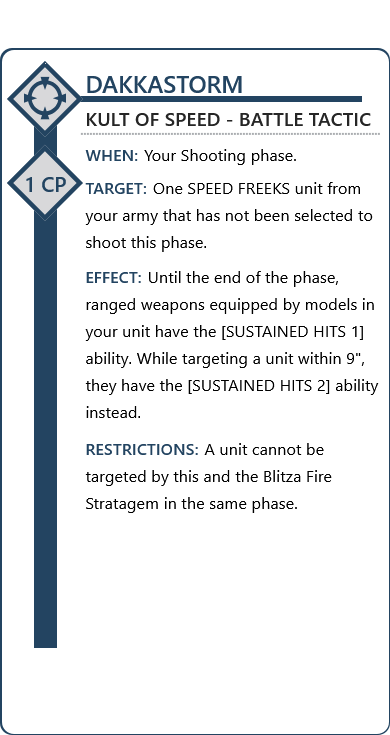 DAKKASTORM
KULT OF SPEED - BATTLE TACTIC
WHEN: Your Shooting phase.
1 CP
TARGET: One SPEED FREEKS unit from
your army that has not been selected to
shoot this phase.
EFFECT: Until the end of the phase,
ranged weapons equipped by models in
your unit have the [SUSTAINED HITS 1]
ability. While targeting a unit within 9",
they have the [SUSTAINED HITS 2] ability
instead.
RESTRICTIONS: A unit cannot be
targeted by this and the Blitza Fire
Stratagem in the same phase.